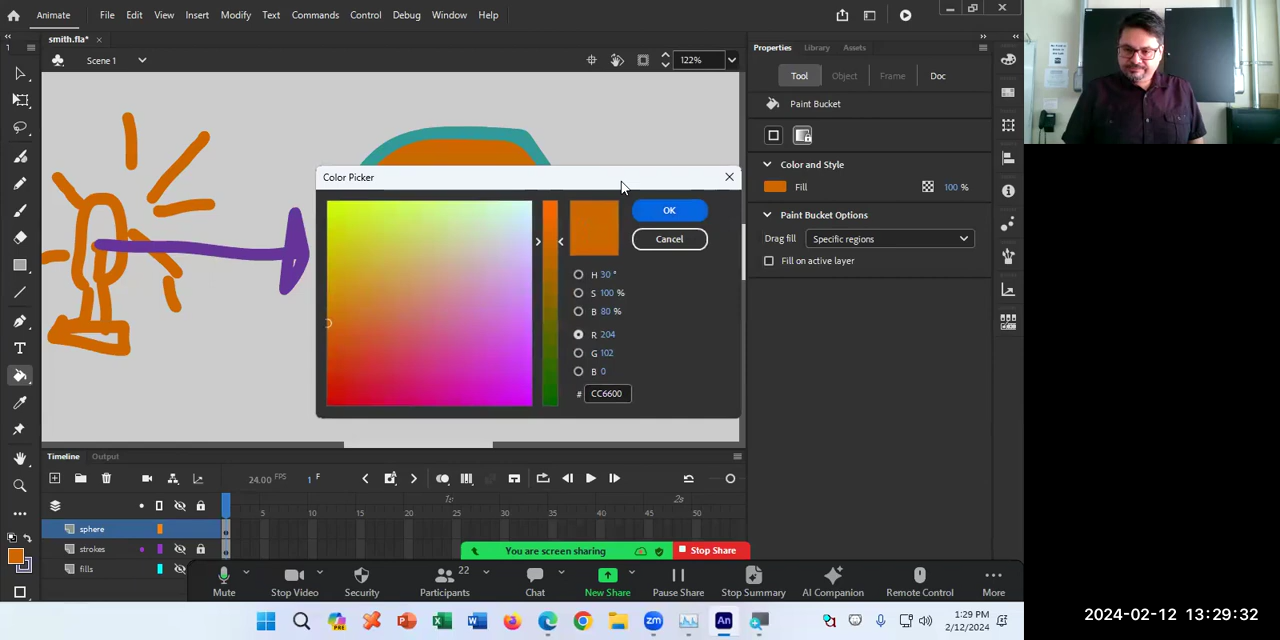 Animate File Edit View Insert Modify Text Commands Control Debug Window Help
smith.fla*
1 Scene 1 122%
Properties Library Assets
Tool Object Frame Doc
Paint Bucket
Color and Style
Fill 100 %
Paint Bucket Options
Drag fill Specific regions
Fill on active layer
Color Picker
OK
Cancel
H 30 °
S 100 %
B 80 %
R 204
G 102
B 0
# CC6600
Timeline Output
24.00 FPS 1 F
1s 2s
5 10 15 20 25 30 35 40 45 50
sphere
strokes
fills
You are screen sharing Stop Share
Mute Stop Video Security Participants 22 Chat New Share Pause Share Stop Summary AI Companion Remote Control More
1:29 PM
2/12/2024
2024-02-12 13:29:32